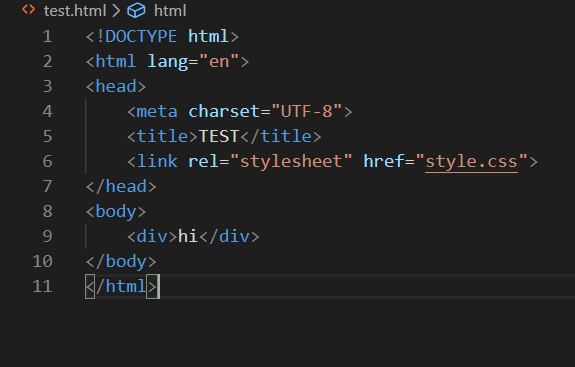 test.html > html
1 <!DOCTYPE html>
2 <html lang="en">
3 <head>
4     <meta charset="UTF-8">
5     <title>TEST</title>
6     <link rel="stylesheet" href="style.css">
7 </head>
8 <body>
9     <div>hi</div>
10 </body>
11 </html>